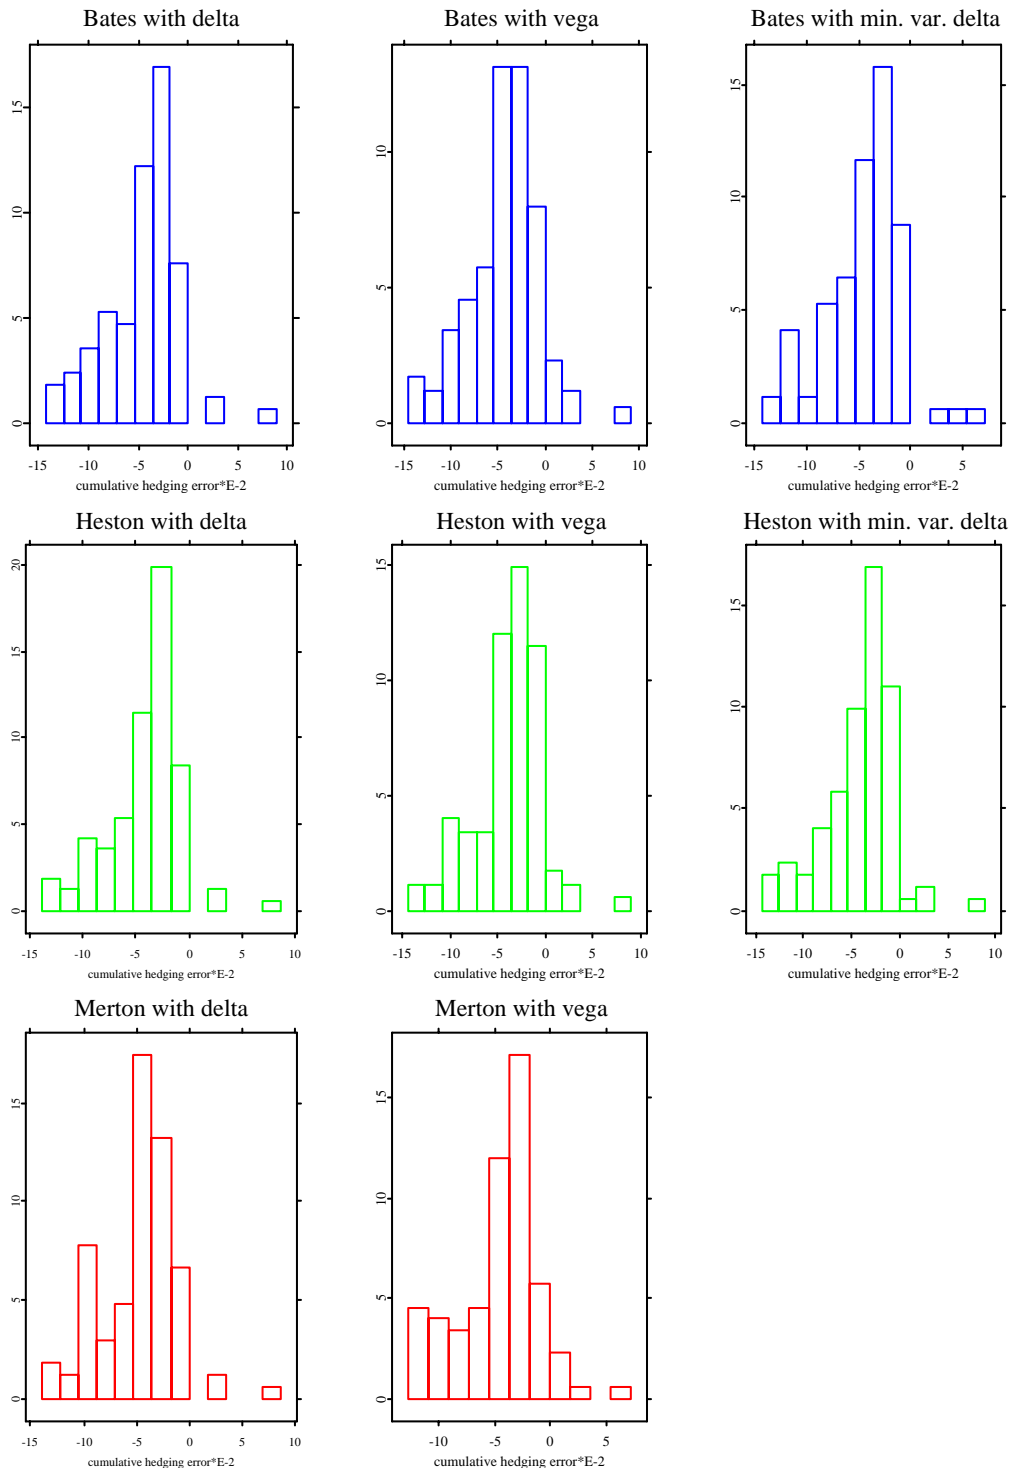 Bates with delta
Bates with vega
Bates with min. var. delta
15
10
5
0
10
5
0
15
10
5
0
-15 -10 -5 0 5 10
-10 -5 0 5 10
-15 -10 -5 0 5
cumulative hedging error*E-2
cumulative hedging error*E-2
cumulative hedging error*E-2
Heston with delta
Heston with vega
Heston with min. var. delta
20
15
10
5
0
15
10
5
0
15
10
5
0
-15 -10 -5 0 5 10
-15 -10 -5 0 5 10
-15 -10 -5 0 5 10
cumulative hedging error*E-2
cumulative hedging error*E-2
cumulative hedging error*E-2
Merton with delta
Merton with vega
15
10
5
0
15
10
5
0
-15 -10 -5 0 5 10
-10 -5 0 5
cumulative hedging error*E-2
cumulative hedging error*E-2